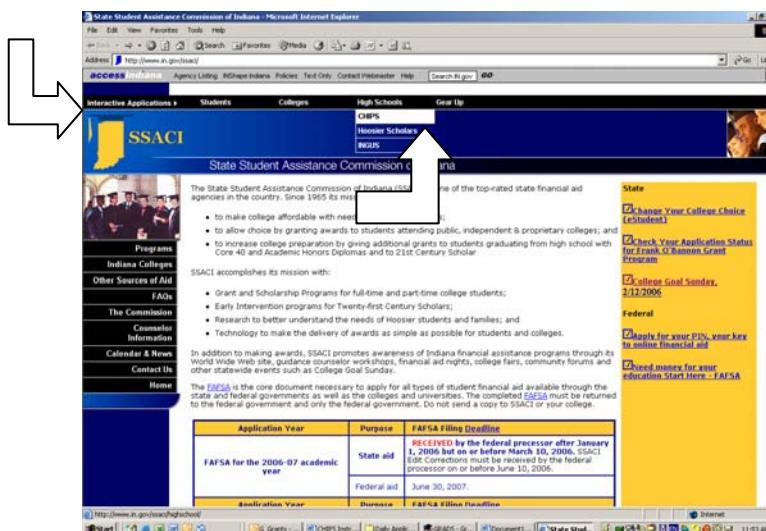 State Student Assistance Commission of Indiana - Microsoft Internet Explorer
File Edit View Favorites Tools Help
Search Favorites Media
Address http://www.in.gov/ssaci/ Go
accessIndiana Agency Listing INShape Indiana Policies Text Only Contact Webmaster Help Search IN.gov GO
Interactive Applications Students Colleges High Schools Gear Up
CHIPS
Hoosier Scholars
INGUS
SSACI
State Student Assistance Commission
The State Student Assistance Commission of Indiana one of the top-rated state financial aid
agencies in the country. Since 1965 its
to make college affordable with
to allow choice by granting awards to students attending public, independent & proprietary colleges; and
to increase college preparation by giving additional grants to students graduating from high school with
Core 40 and Academic Honors Diplomas and to 21st Century Scholar
SSACI accomplishes its mission with:
Grant and Scholarship Programs for full-time and part-time college students;
Early Intervention programs for Twenty-first Century Scholars;
Research to better understand the needs of Hoosier students and families; and
Technology to make the delivery of awards as simple as possible for students and colleges.
In addition to making awards, SSACI promotes awareness of Indiana financial assistance programs through its
World Wide Web site, guidance counselor workshops, financial aid nights, college fairs, community forums and
other statewide events such as College Goal Sunday.
The FAFSA is the core document necessary to apply for all types of student financial aid available through the
state and federal governments as well as the colleges and universities. The completed FAFSA must be returned
to the federal government and only the federal government. Do not send a copy to SSACI or your college.
Application Year Purpose FAFSA Filing Deadline
FAFSA for the 2006-07 academic year
State aid
RECEIVED by the federal processor after January
1, 2006 but on or before March 10, 2006. SSACI
Edit Corrections must be received by the federal
processor on or before June 10, 2006.
Federal aid June 30, 2007.
Application Year Purpose FAFSA Filing Deadline
Programs
Indiana Colleges
Other Sources of Aid
FAQs
The Commission
Counselor
Information
Calendar & News
Contact Us
Home
State
Change Your College Choice
(eStudent)
Check Your Application Status
for Frank O'Bannon Grant
Program
College Goal Sunday,
2/12/2006
Federal
Apply for your PIN, your key
to online financial aid
Need money for your
education Start Here - FAFSA
http://www.in.gov/ssaci/highschool/ Internet
Start Daily Applic... Document1 State Stud... 11:53 AM